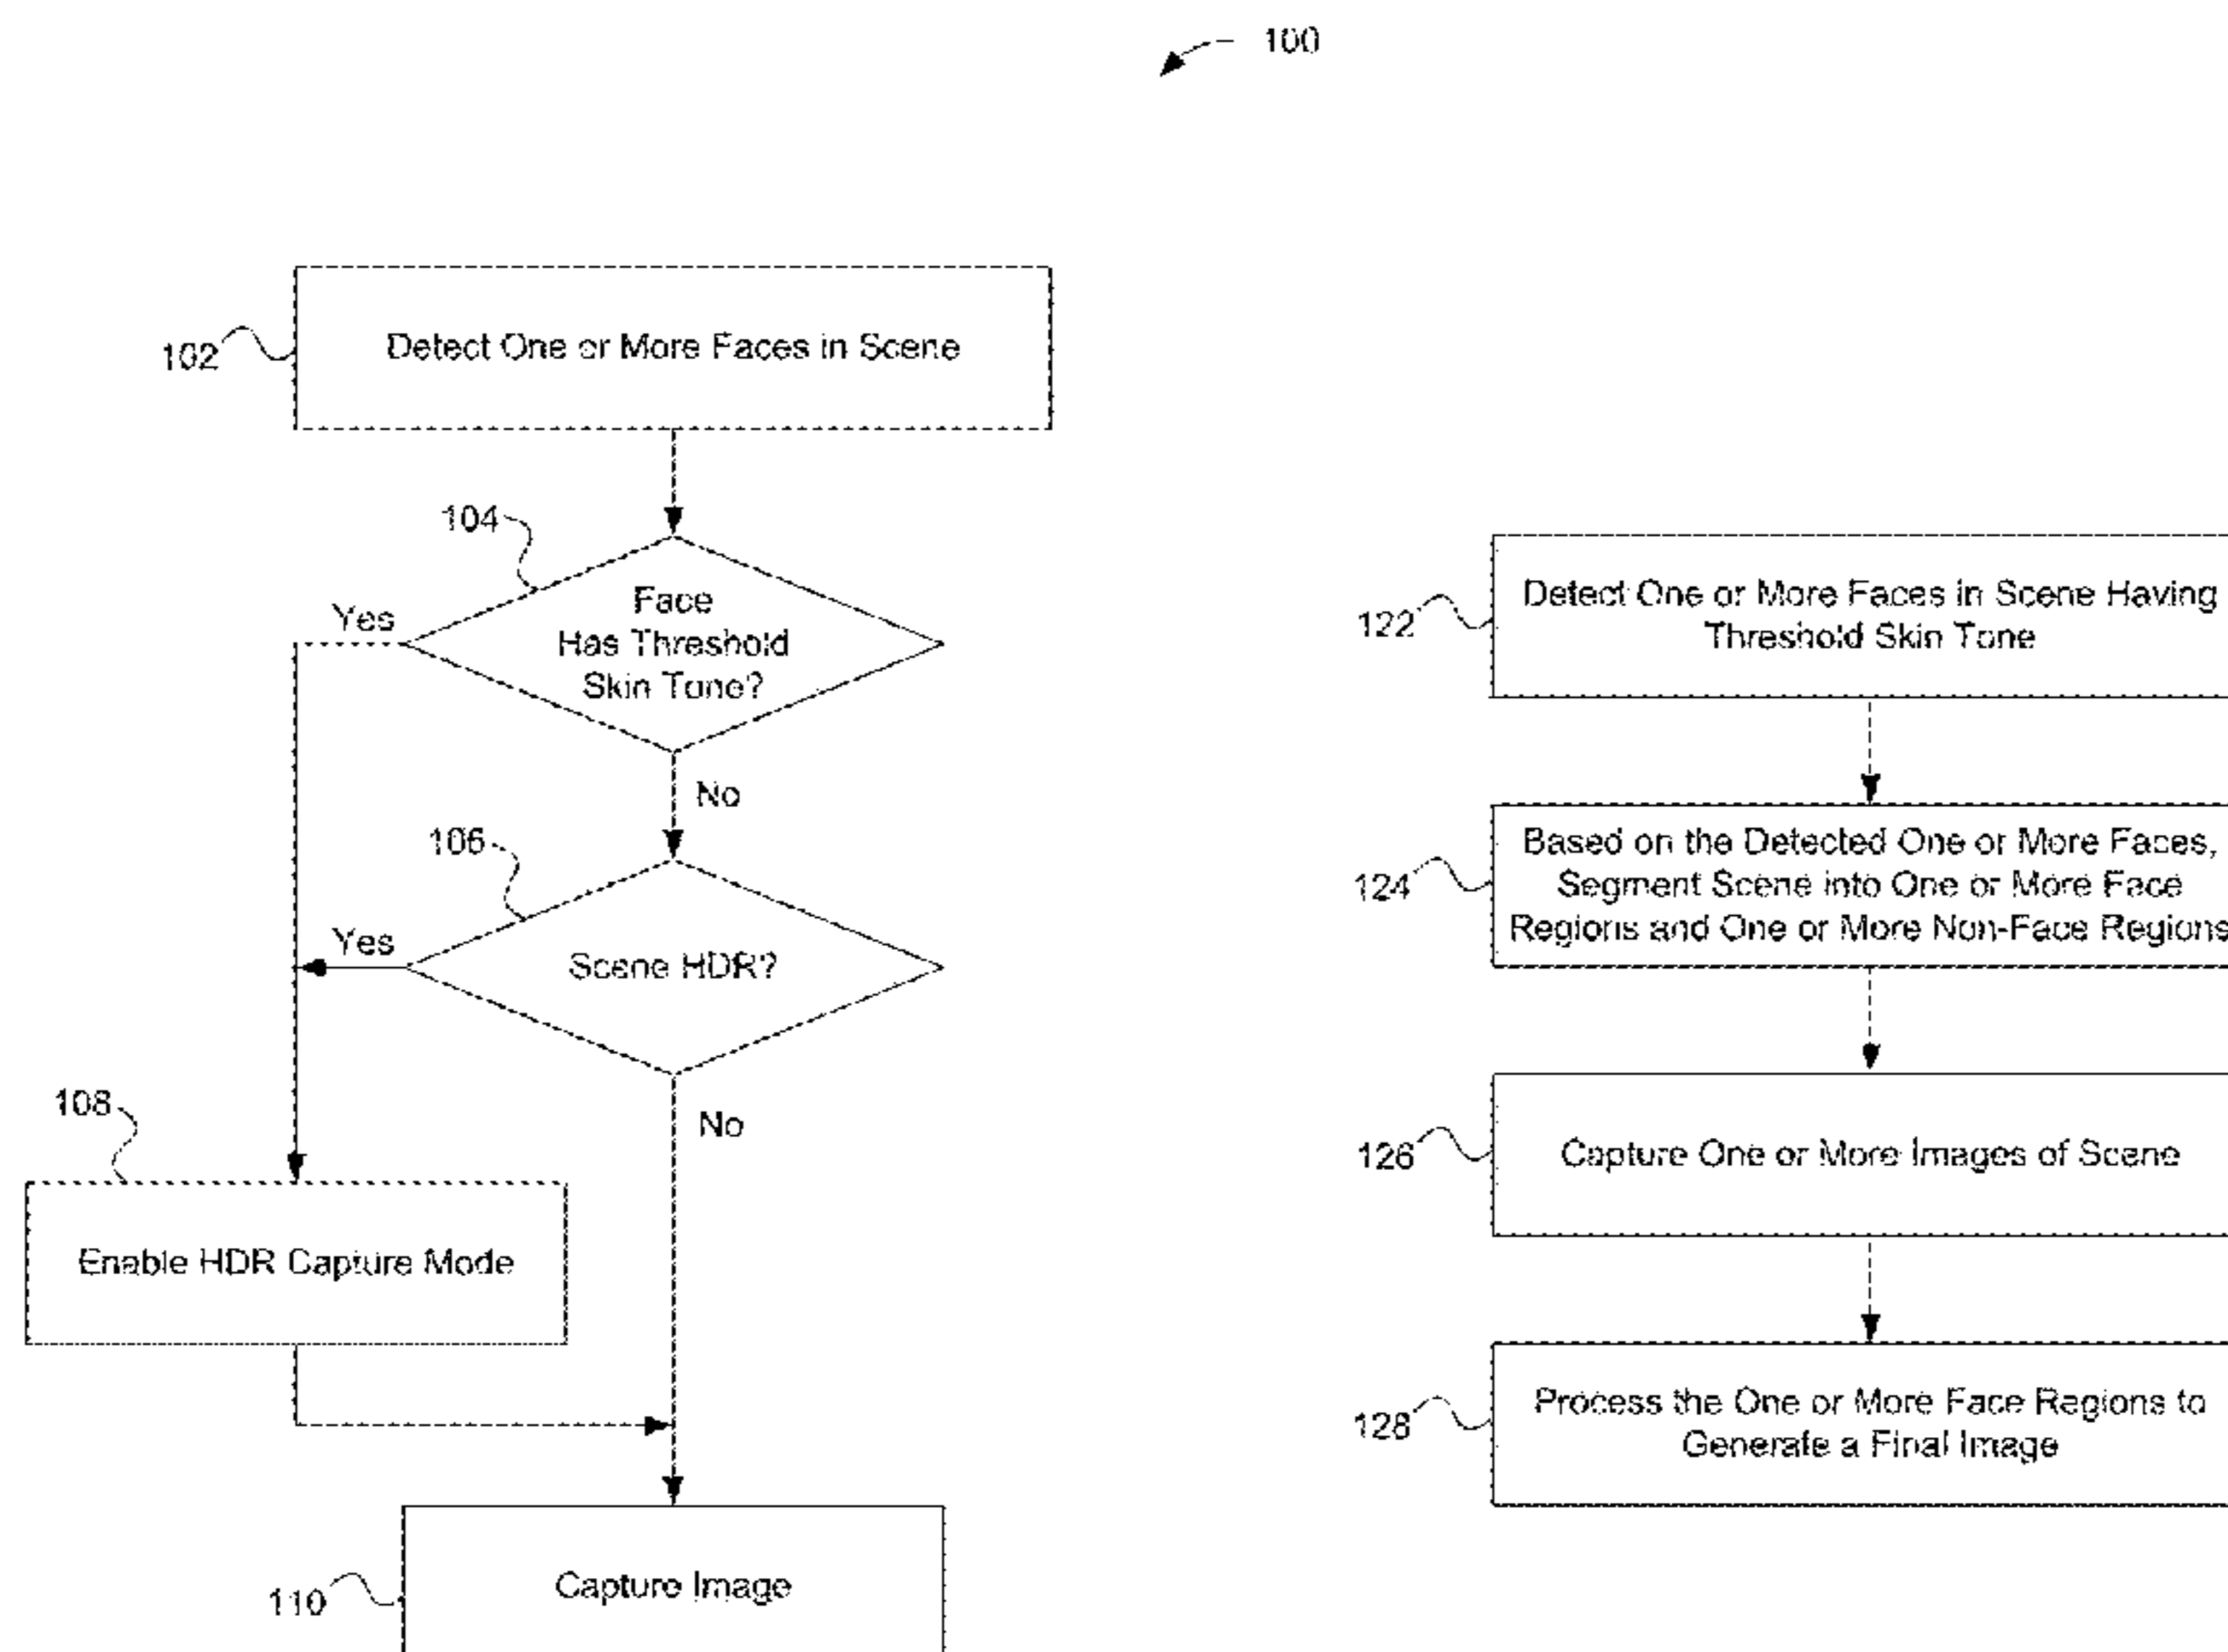 100
102
Detect One or More Faces in Scene
104
Yes
Face
Has Threshold
Skin Tone?
No
106
Yes
Scene HDR?
No
108
Enable HDR Capture Mode
110
Capture Image
122
Detect One or More Faces in Scene Having
Threshold Skin Tone
124
Based on the Detected One or More Faces,
Segment Scene into One or More Face
Regions and One or More Non-Face Regions
126
Capture One or More Images of Scene
128
Process the One or More Face Regions to
Generate a Final Image